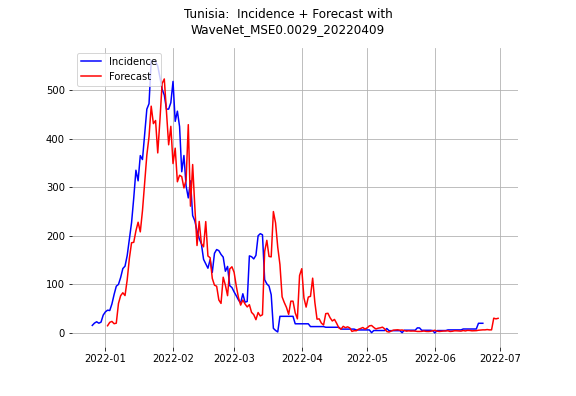 Tunisia:  Incidence + Forecast with
WaveNet_MSE0.0029_20220409
Incidence
Forecast
500
400
300
200
100
0
2022-01 2022-02 2022-03 2022-04 2022-05 2022-06 2022-07